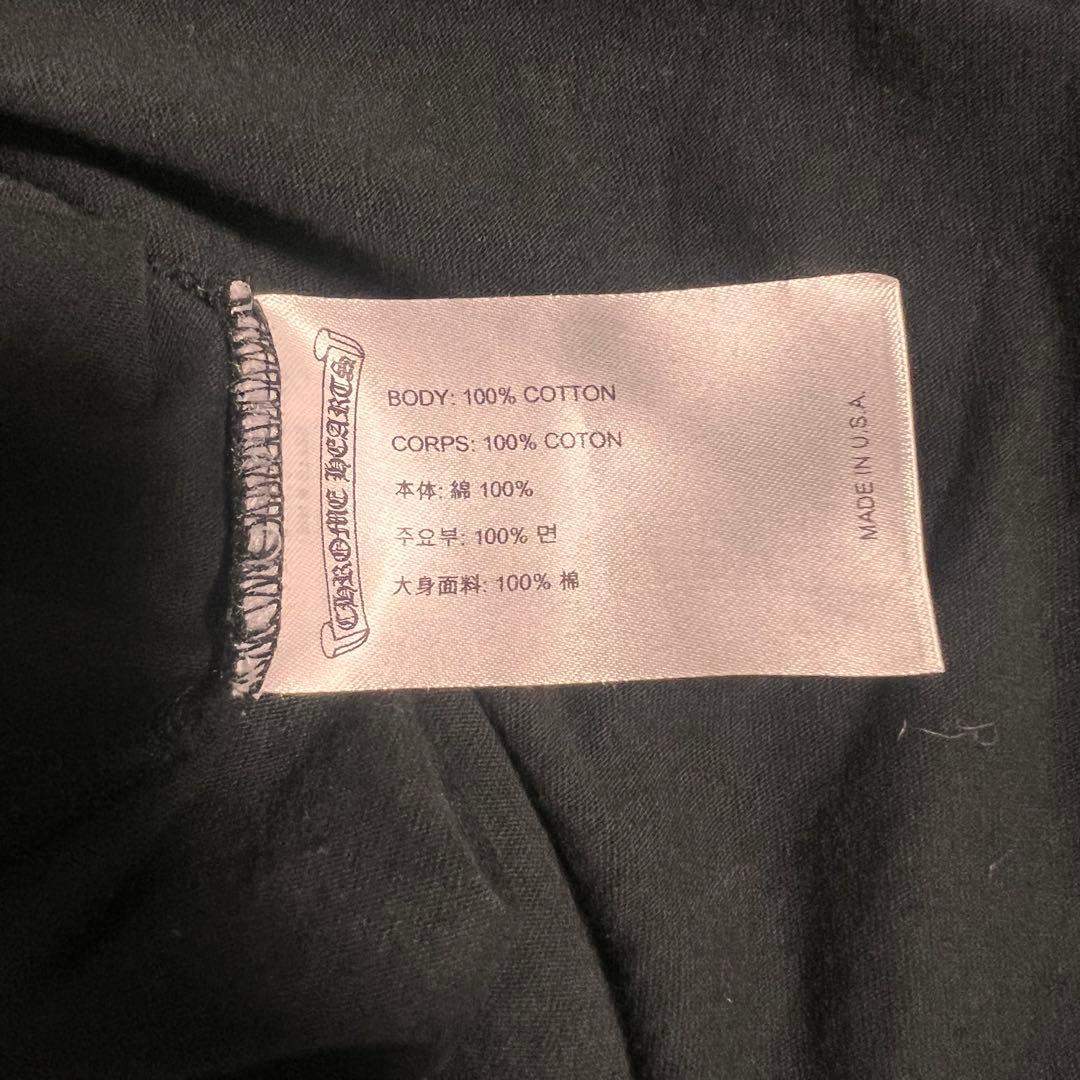 CHROME HEARTS
BODY: 100% COTTON
CORPS: 100% COTON
本体: 綿 100%
주요부: 100% 면
大身面料: 100% 棉
MADE IN U.S.A.